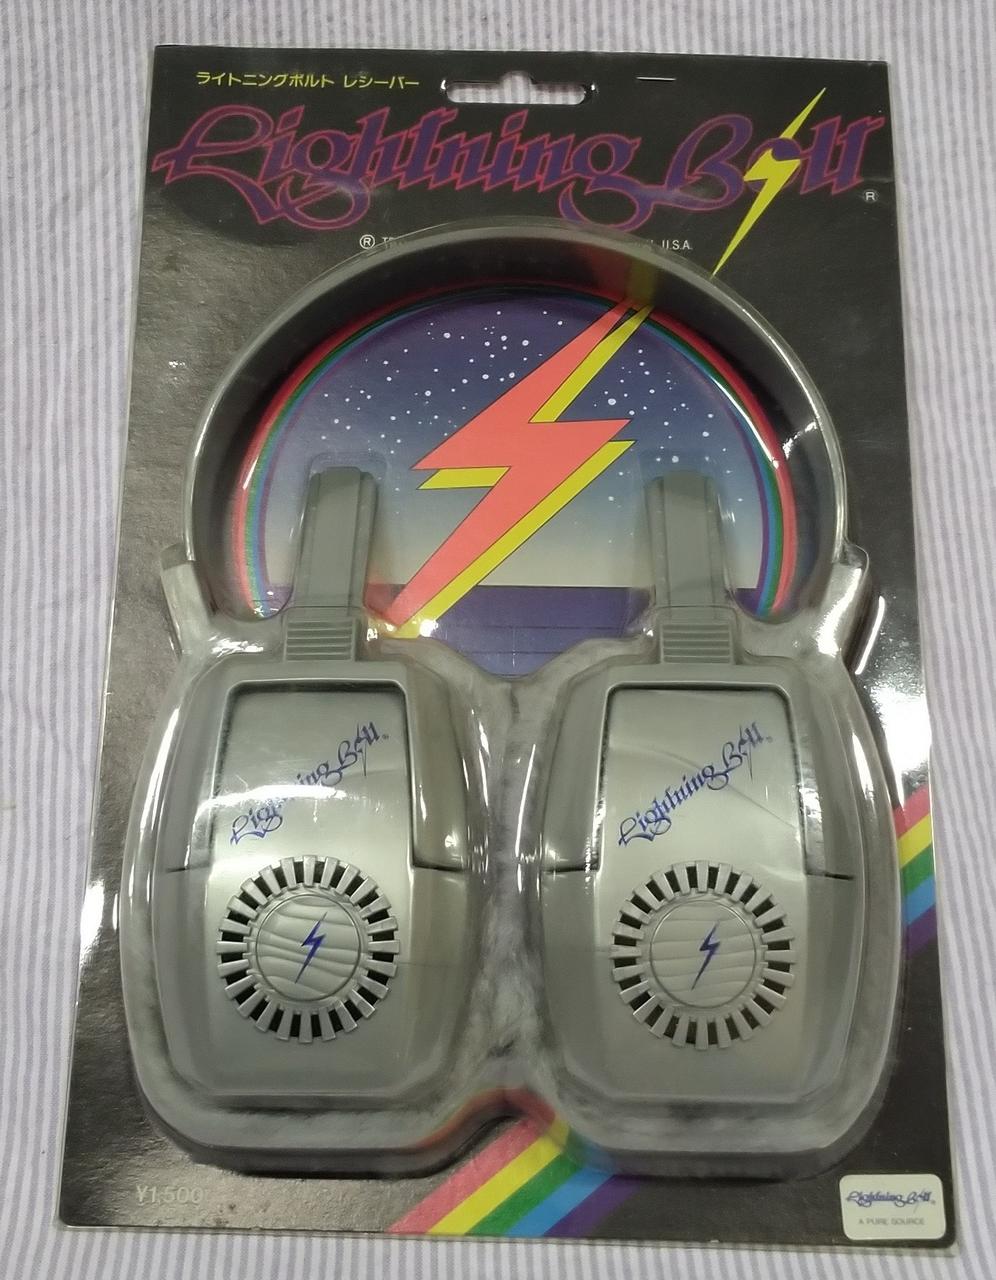 ライトニングボルト レシーバー
Lightning Bolt ®
®
U.S.A.
Lightning Bolt ®
Lightning Bolt ®
¥1,500
Lightning Bolt ®
A PURE SOURCE